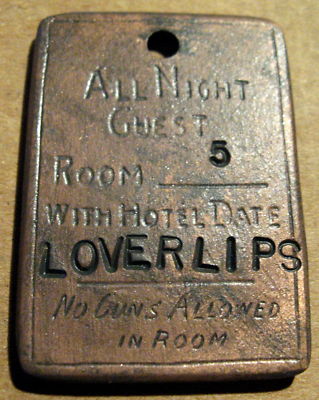 ALL NIGHT
GUEST
5
ROOM
WITH HOTEL DATE
LOVERLIPS
NO GUNS ALLOWED
IN ROOM